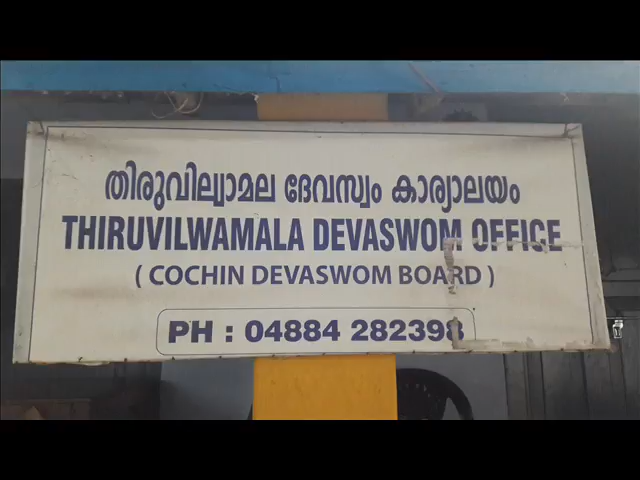 തിരുവില്വാമല ദേവസ്വം കാര്യാലയം
THIRUVILWAMALA DEVASWOM OFFICE
( COCHIN DEVASWOM BOARD )
PH : 04884 282398